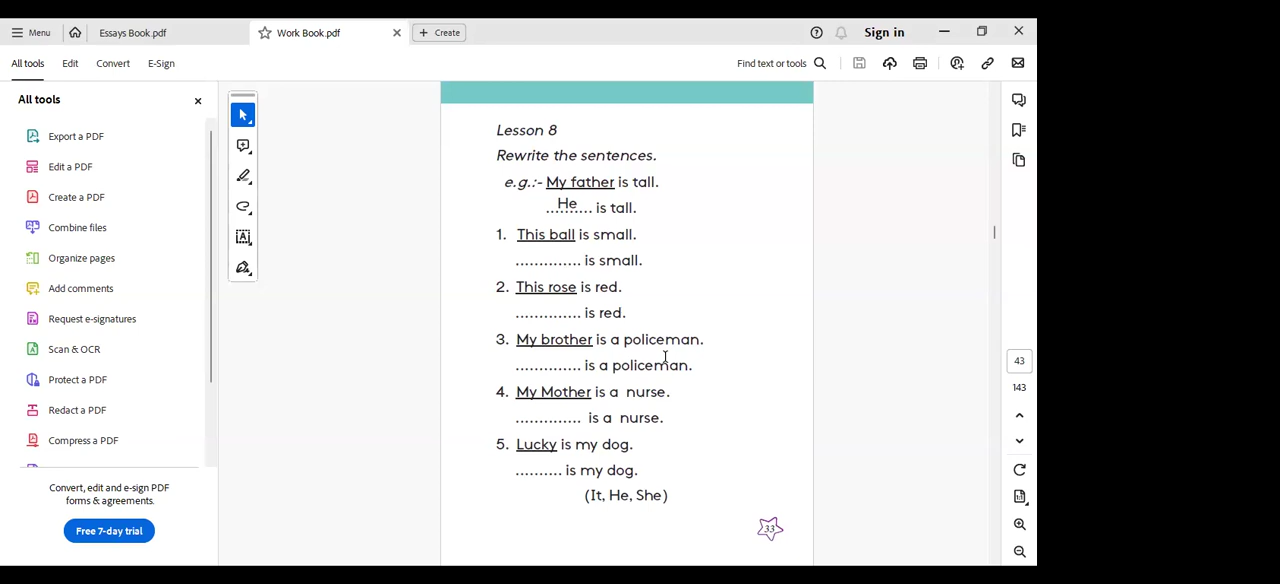 Menu
Essays Book.pdf
Work Book.pdf
Create
Sign in
All tools
Edit
Convert
E-Sign
Find text or tools
All tools
Export a PDF
Edit a PDF
Create a PDF
Combine files
Organize pages
Add comments
Request e-signatures
Scan & OCR
Protect a PDF
Redact a PDF
Compress a PDF
Convert, edit and e-sign PDF
forms & agreements.
Free 7-day trial
Lesson 8
Rewrite the sentences.
e.g.:- My father is tall.
....He.... is tall.
1. This ball is small.
.............. is small.
2. This rose is red.
.............. is red.
3. My brother is a policeman.
.............. is a policeman.
4. My Mother is a nurse.
.............. is a nurse.
5. Lucky is my dog.
.......... is my dog.
(It, He, She)
33
43
143